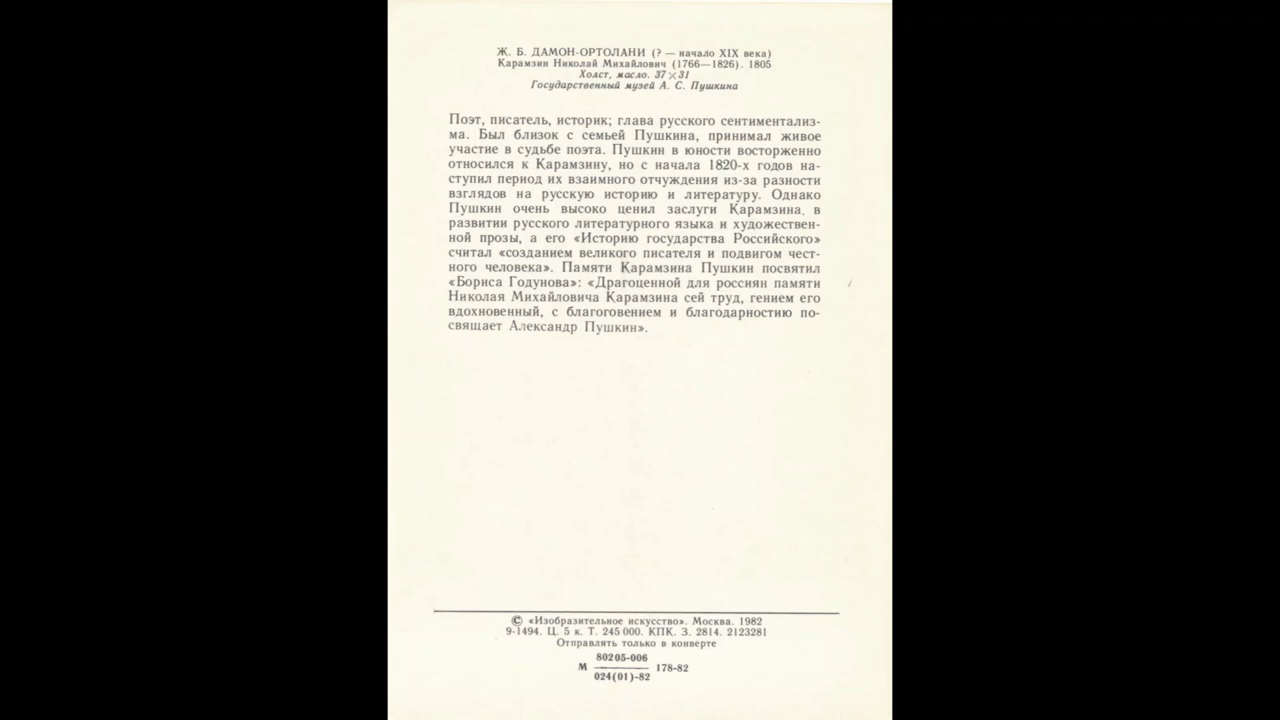 Ж. Б. ДАМОН-ОРТОЛАНИ (? — начало XIX века)
Карамзин Николай Михайлович (1766—1826). 1805
Холст, масло. 37×31
Государственный музей А. С. Пушкина
Поэт, писатель, историк; глава русского сентиментализ-
ма. Был близок с семьей Пушкина, принимал живое
участие в судьбе поэта. Пушкин в юности восторженно
относился к Карамзину, но с начала 1820-х годов на-
ступил период их взаимного отчуждения из-за разности
взглядов на русскую историю и литературу. Однако
Пушкин очень высоко ценил заслуги Карамзина. в
развитии русского литературного языка и художествен-
ной прозы, а его «Историю государства Российского»
считал «созданием великого писателя и подвигом чест-
ного человека». Памяти Карамзина Пушкин посвятил
«Бориса Годунова»: «Драгоценной для россиян памяти
Николая Михайловича Карамзина сей труд, гением его
вдохновенный, с благоговением и благодарностию по-
свящает Александр Пушкин».
© «Изобразительное искусство». Москва. 1982
9-1494. Ц. 5 к. Т. 245 000. КПК. З. 2814. 2123281
Отправлять только в конверте
80205-006
М 178-82
024(01)-82